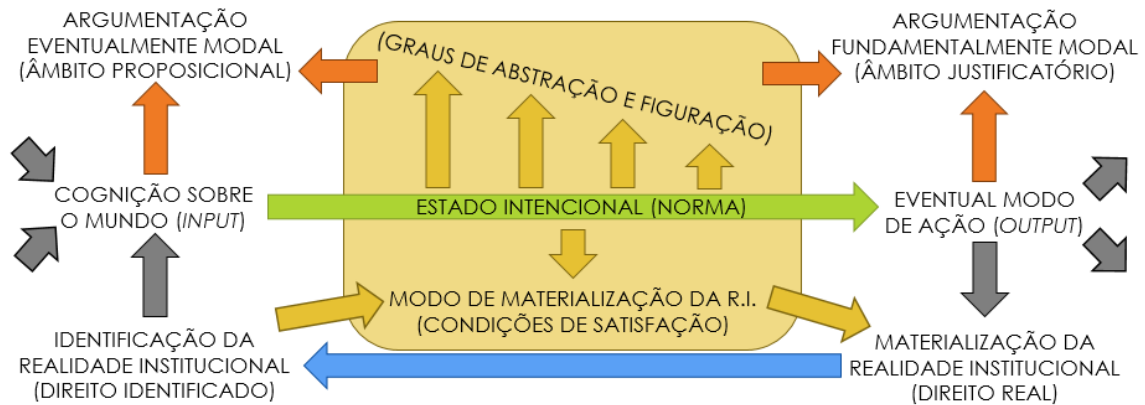 ARGUMENTAÇÃO
EVENTUALMENTE MODAL
(ÂMBITO PROPOSICIONAL)
(GRAUS DE ABSTRAÇÃO E FIGURAÇÃO)
ARGUMENTAÇÃO
FUNDAMENTALMENTE MODAL
(ÂMBITO JUSTIFICATÓRIO)
COGNIÇÃO SOBRE
O MUNDO (INPUT)
ESTADO INTENCIONAL (NORMA)
EVENTUAL MODO
DE AÇÃO (OUTPUT)
IDENTIFICAÇÃO DA
REALIDADE INSTITUCIONAL
(DIREITO IDENTIFICADO)
MODO DE MATERIALIZAÇÃO DA R.I.
(CONDIÇÕES DE SATISFAÇÃO)
MATERIALIZAÇÃO DA
REALIDADE INSTITUCIONAL
(DIREITO REAL)